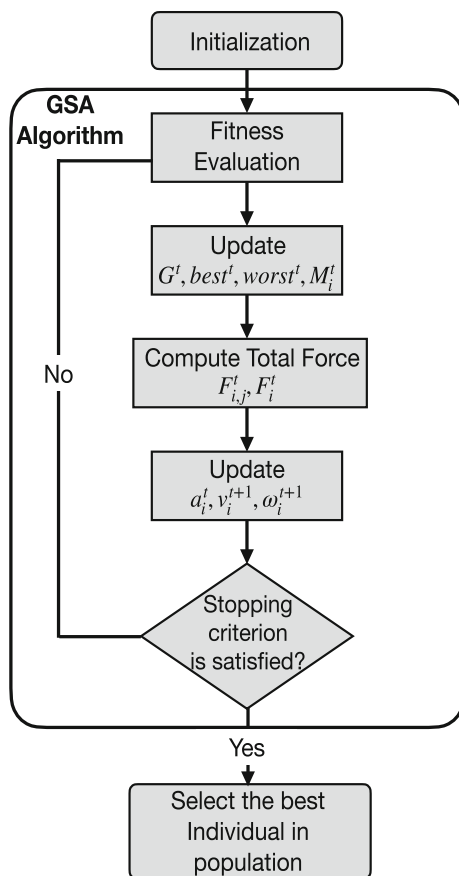 Initialization
GSA
Algorithm
Fitness
Evaluation
Update
G^t, best^t, worst^t, M_i^t
Compute Total Force
F_{i,j}^t, F_i^t
No
Update
a_i^t, v_i^{t+1}, ω_i^{t+1}
Stopping
criterion
is satisfied?
Yes
Select the best
Individual in
population